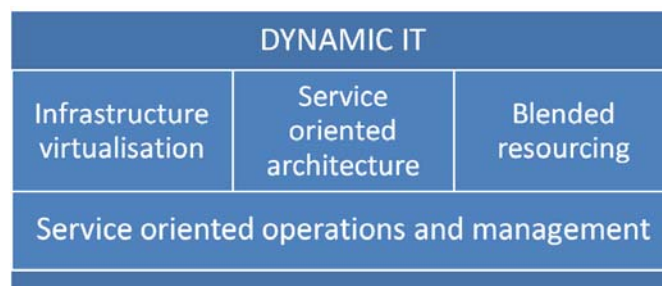 DYNAMIC IT
Infrastructure
virtualisation
Service
oriented
architecture
Blended
resourcing
Service oriented operations and management